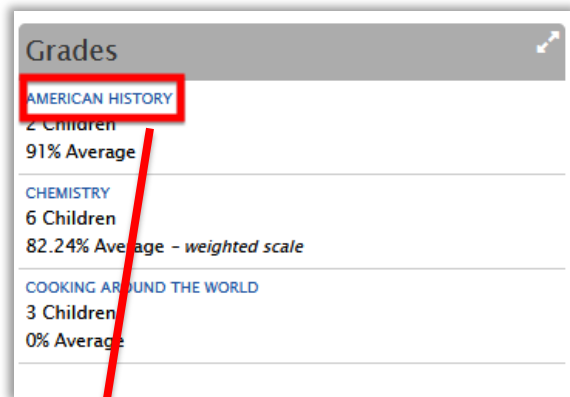 Grades
AMERICAN HISTORY
2 Children
91% Average
CHEMISTRY
6 Children
82.24% Average – weighted scale
COOKING AROUND THE WORLD
3 Children
0% Average